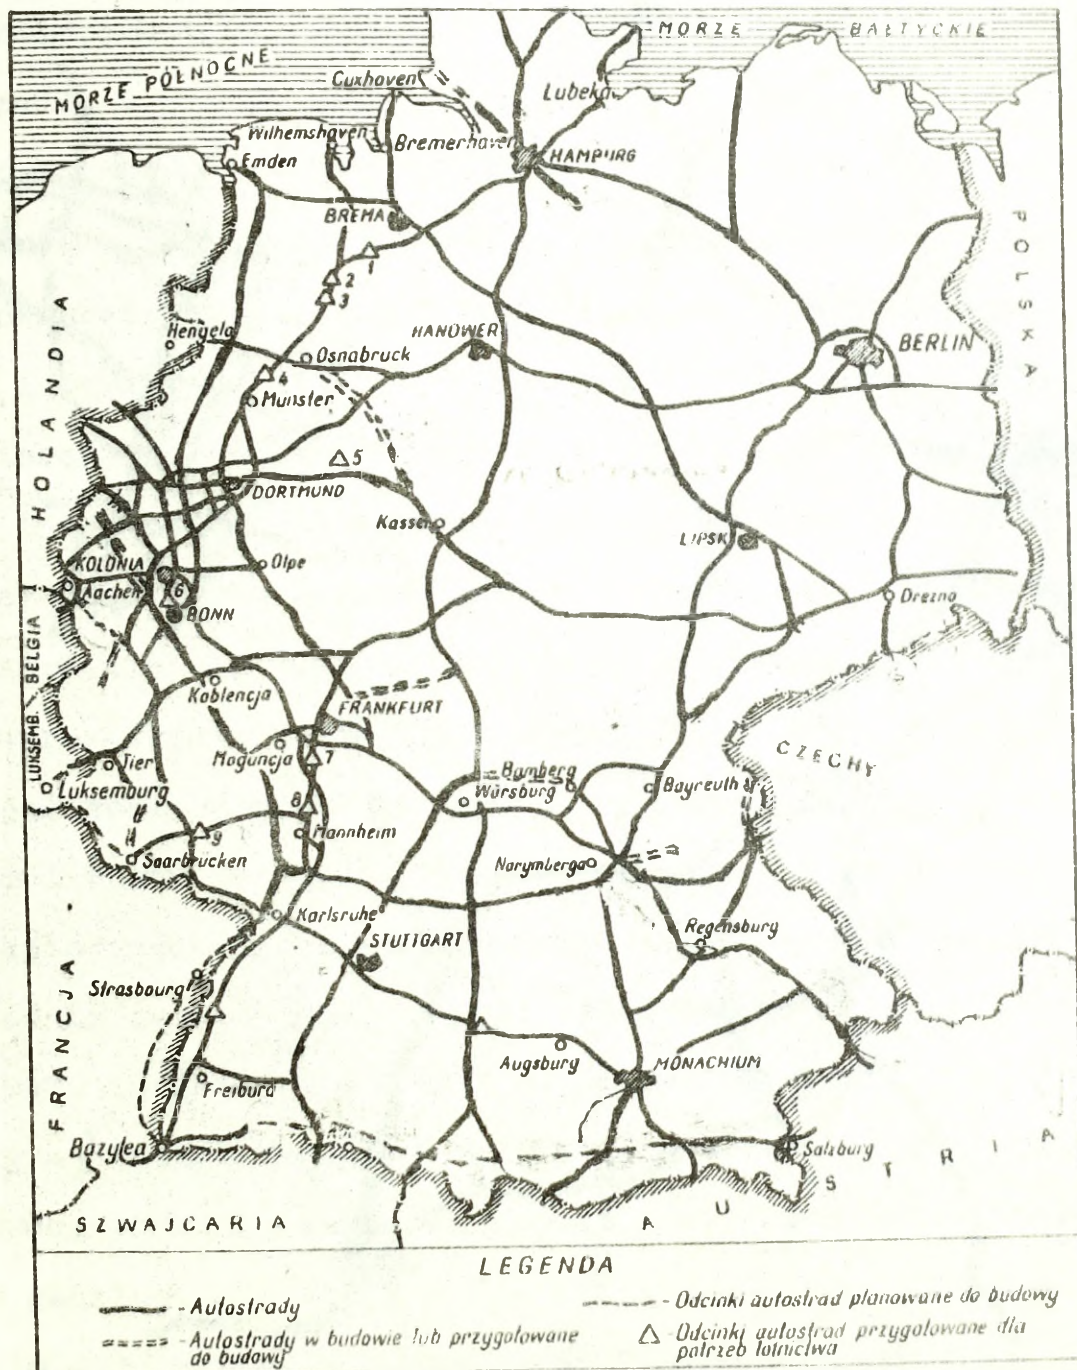 MORZE BAŁTYCKIE
MORZE PÓŁNOCNE
Cuxhaven
Lubeka
Wilhemshaven
Bremerhaven
Emden
HAMBURG
BREMA
POLSKA
1
2
3
HOLANDIA
Hengela
HANOWER
Osnabruck
BERLIN
4
Munster
5
DORTMUND
Kassel
LIPSK
KOLONIA
Aachen
6
Olpe
BONN
Drezno
BELGIA
LUKSEMB.
Koblencja
FRANKFURT
CZECHY
Moguncja
7
Tier
Luksemburg
Bamberg
Würsburg
Bayreuth
8
Mannheim
9
Saarbrucken
Norymberga
Karlsruhe
Regensburg
STUTTGART
Strasbourg
FRANCJA
Augsburg
MONACHIUM
Freiburd
Bazylea
Salzburg
SZWAJCARIA
AUSTRIA
LEGENDA
- Autostrady
- Odcinki autostrad planowane do budowy
- Autostrady w budowie lub przygotowane do budowy
- Odcinki autostrad przygotowane dla potrzeb lotnictwa